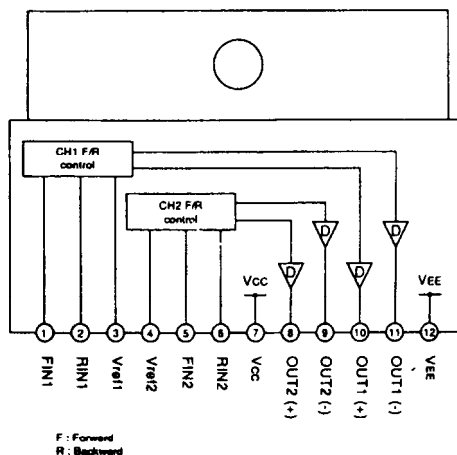 CH1 F/R
control
CH2 F/R
control
D
D
D
D
VCC
VEE
1
2
3
4
5
6
7
8
9
10
11
12
FIN1
RIN1
Vref1
Vref2
FIN2
RIN2
Vcc
OUT2 (+)
OUT2 (-)
OUT1 (+)
OUT1 (-)
VEE
F : Forward
R : Backward